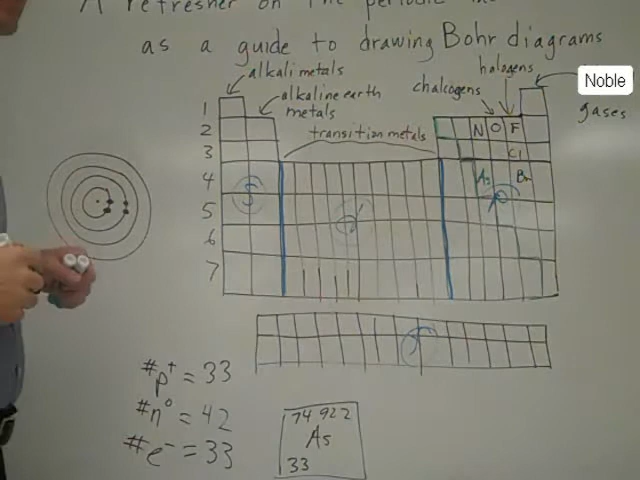 A refresher on the periodic
as a guide to drawing Bohr diagrams
alkali metals
halogens
alkaline earth
metals
chalcogens
Noble
gases
transition metals
1
2
N O F
3
Cl
4
As
Br
5
6
7
#p+ = 33
#n° = 42
#e- = 33
74.922
As
33